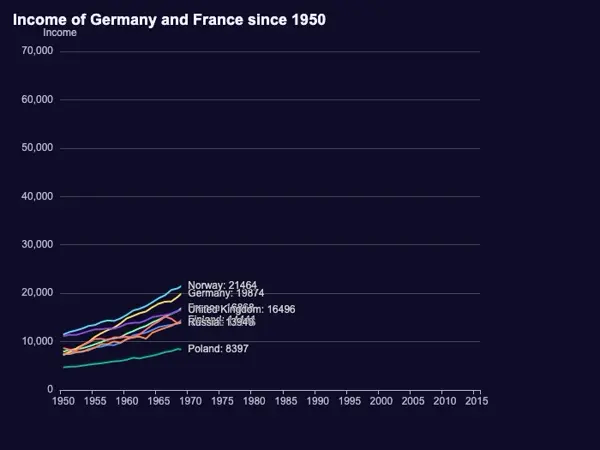 Income of Germany and France since 1950
Income
70,000
60,000
50,000
40,000
30,000
20,000
10,000
0
Norway: 21464
Germany: 19874
United Kingdom: 16496
Russia:
Poland: 8397
1950 1955 1960 1965 1970 1975 1980 1985 1990 1995 2000 2005 2010 2015